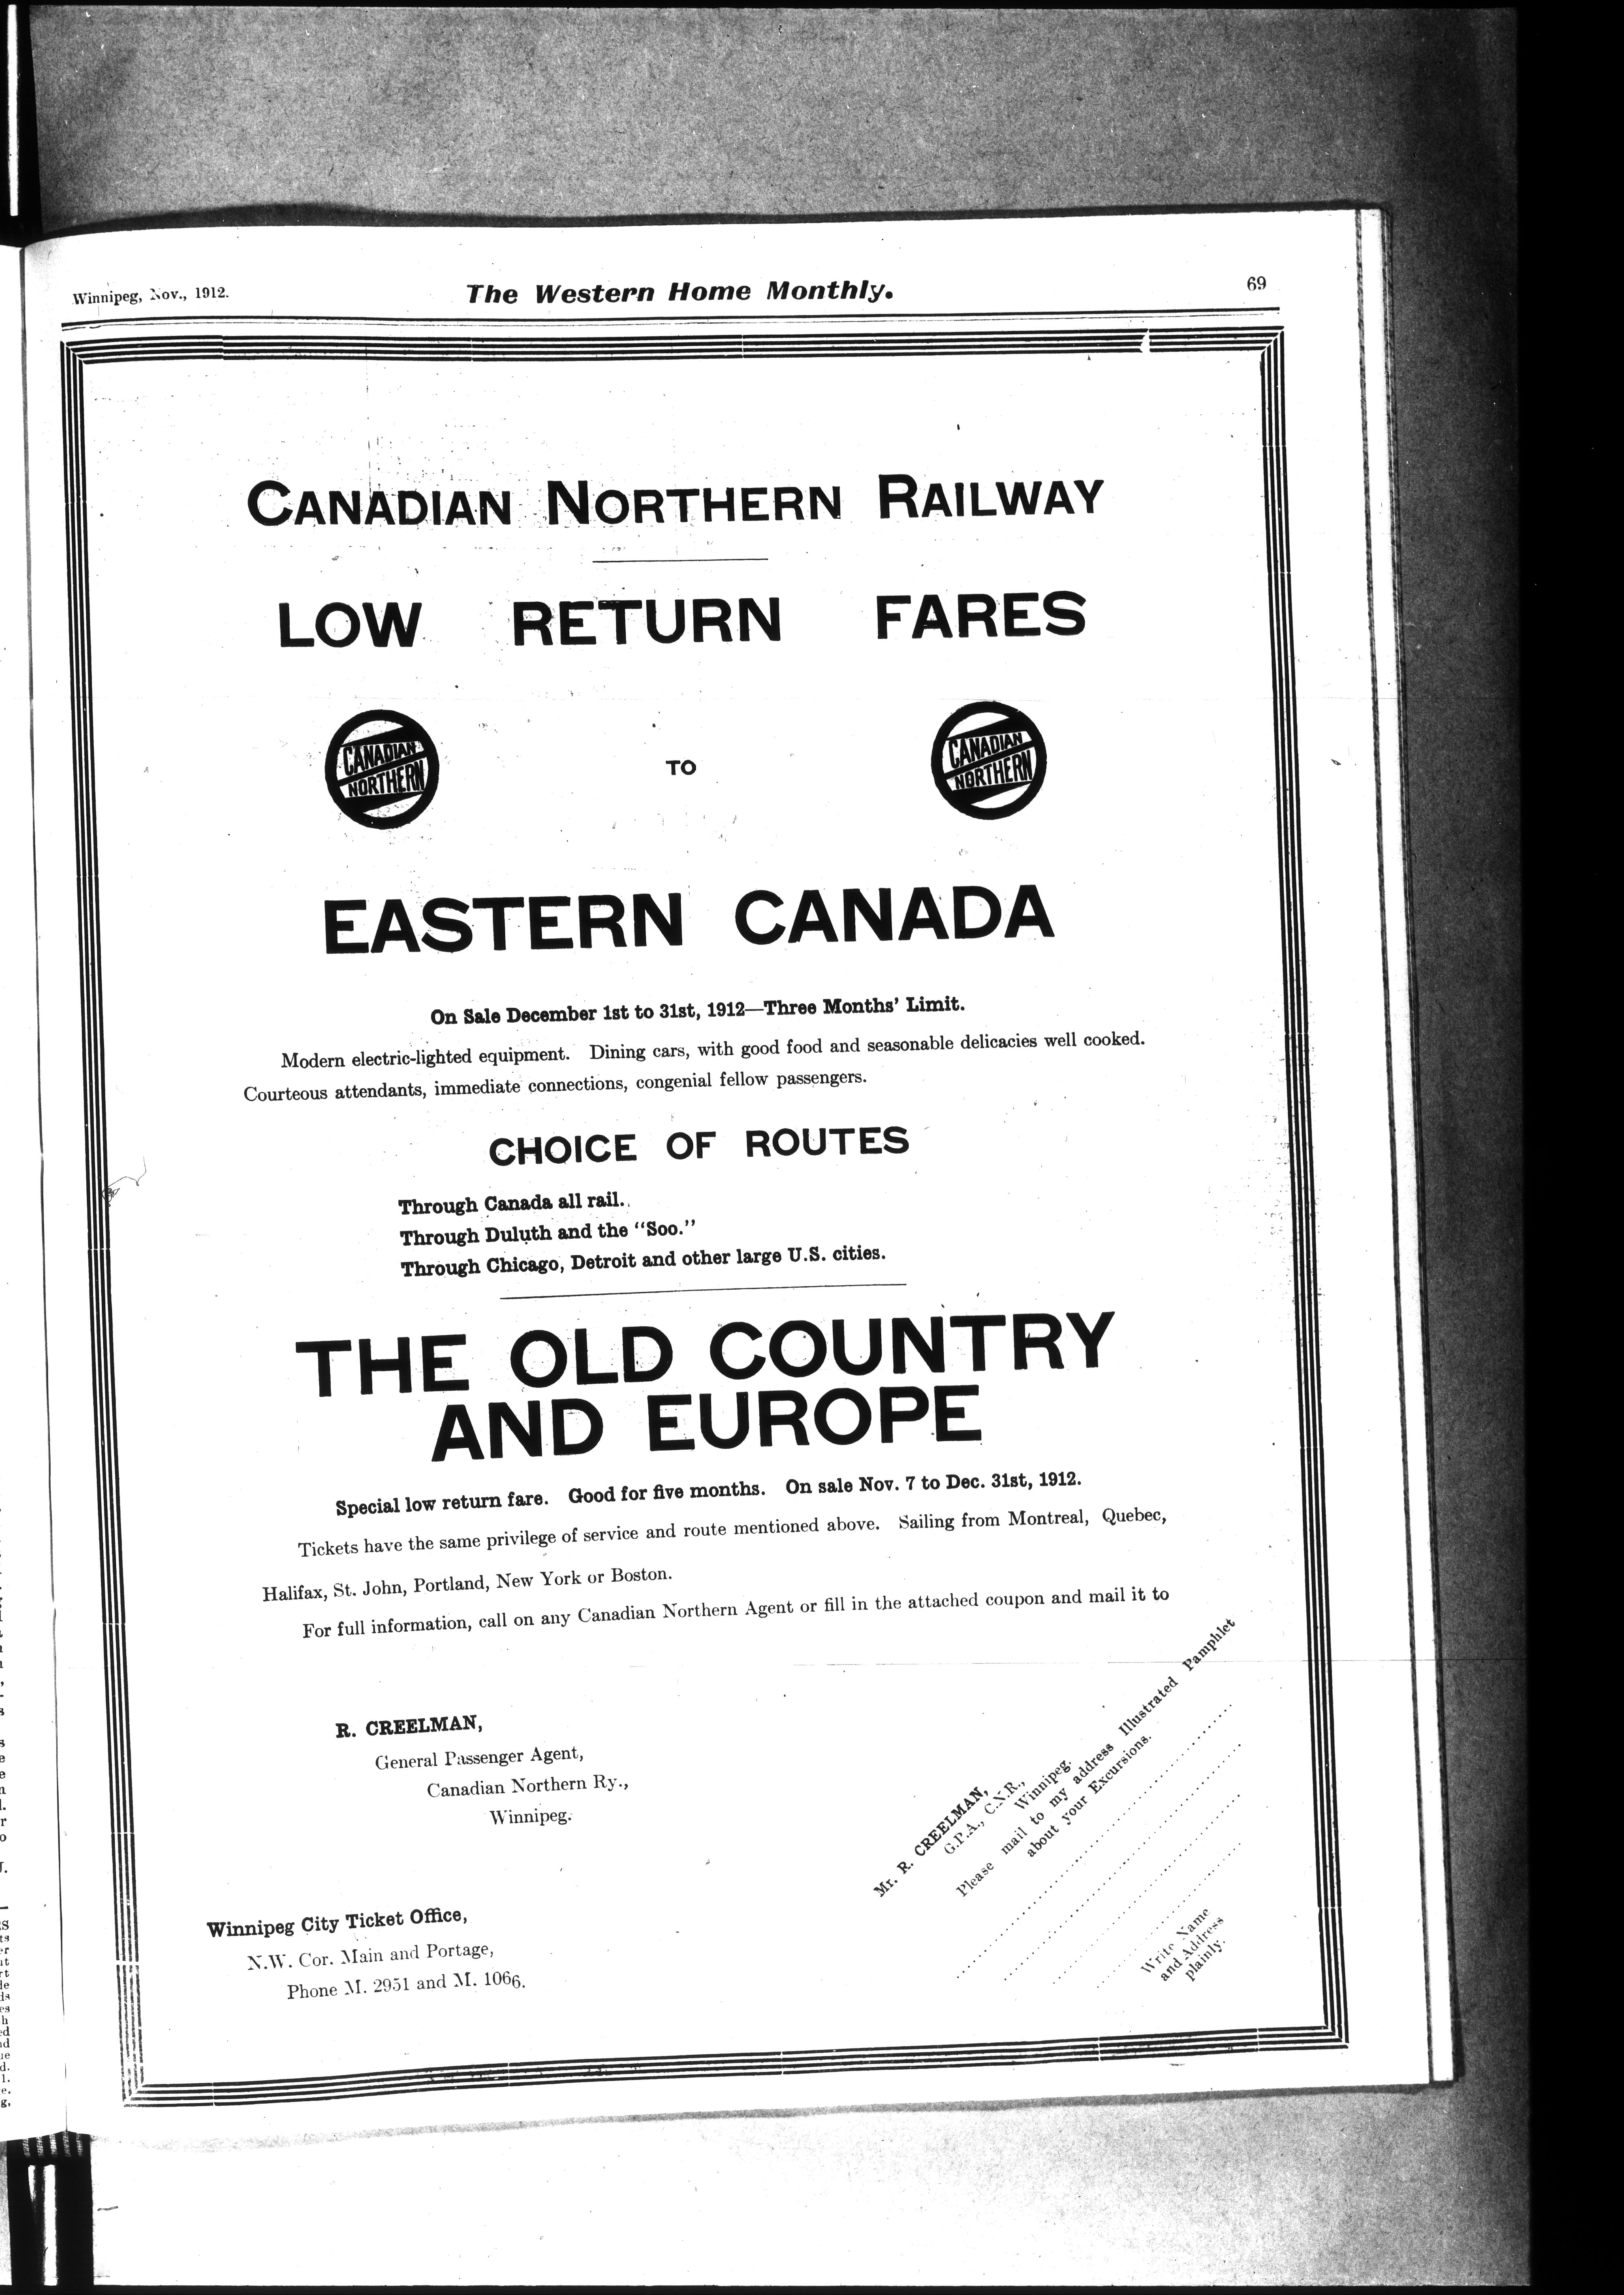 Winnipeg, Nov., 1912.
The Western Home Monthly.
69
CANADIAN NORTHERN RAILWAY
LOW RETURN FARES
CANADIAN
NORTHERN
TO
CANADIAN
NORTHERN
EASTERN CANADA
On Sale December 1st to 31st, 1912—Three Months' Limit.
Modern electric-lighted equipment. Dining cars, with good food and seasonable delicacies well cooked.
Courteous attendants, immediate connections, congenial fellow passengers.
CHOICE OF ROUTES
Through Canada all rail.
Through Duluth and the "Soo."
Through Chicago, Detroit and other large U.S. cities.
THE OLD COUNTRY
AND EUROPE
Special low return fare. Good for five months. On sale Nov. 7 to Dec. 31st, 1912.
Tickets have the same privilege of service and route mentioned above. Sailing from Montreal, Quebec,
Halifax, St. John, Portland, New York or Boston.
For full information, call on any Canadian Northern Agent or fill in the attached coupon and mail it to
R. CREELMAN,
General Passenger Agent,
Canadian Northern Ry.,
Winnipeg.
Winnipeg City Ticket Office,
N.W. Cor. Main and Portage,
Phone M. 2951 and M. 1066.
Mr. R. CREELMAN,
G.P.A., C.N.R.,
Winnipeg.
Please mail to my address Illustrated Pamphlet
about your Excursions.
Write Name
and Address
plainly.